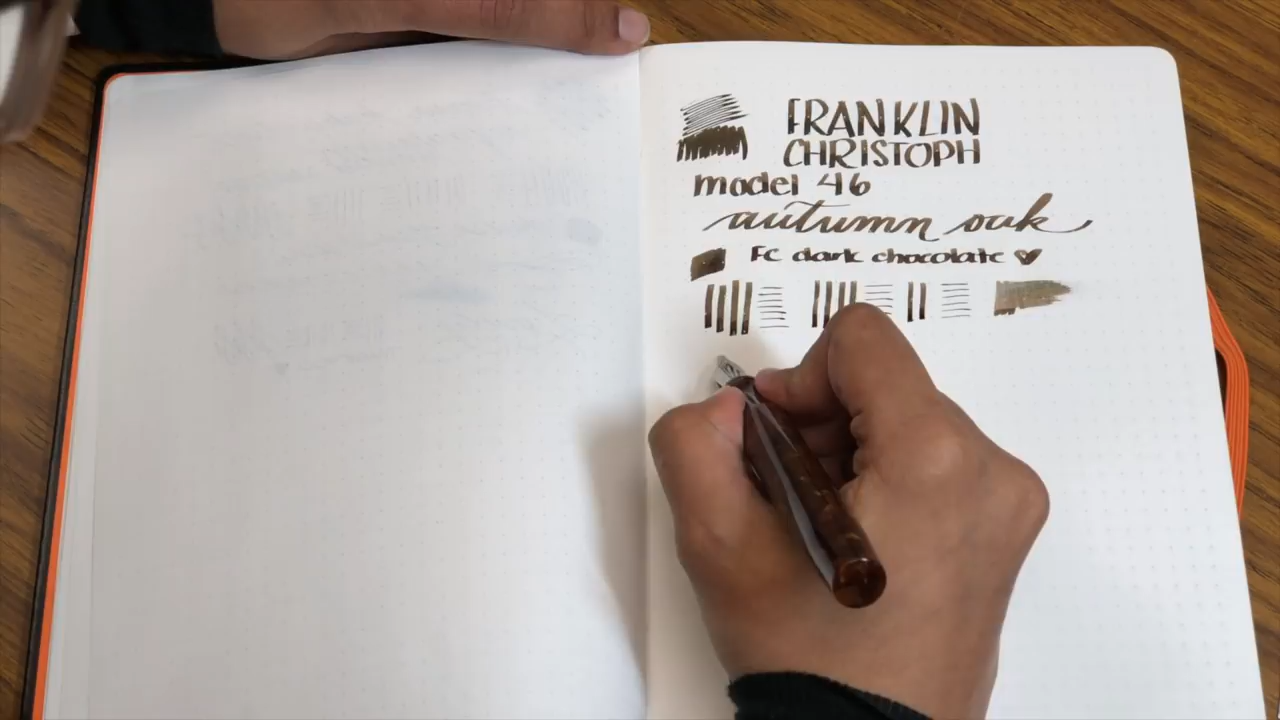 FRANKLIN
CHRISTOPH
model 46
autumn oak
FC dark chocolate